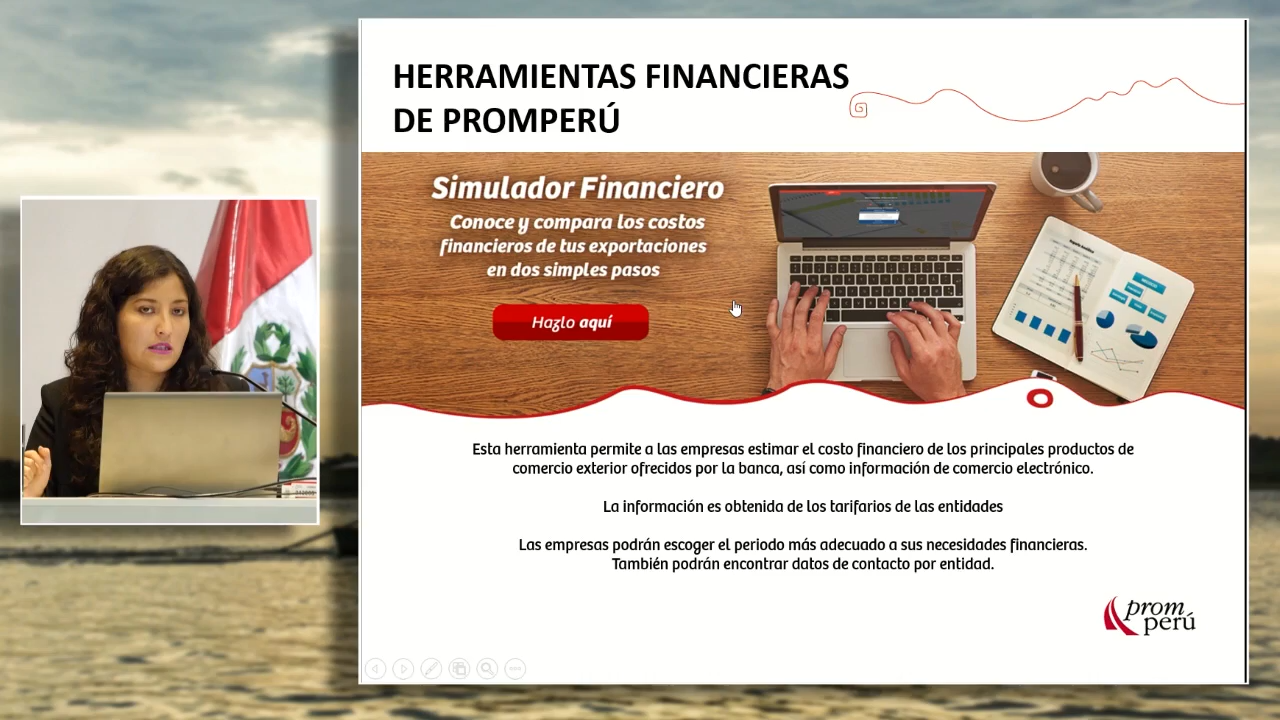 HERRAMIENTAS FINANCIERAS
DE PROMPERÚ
Simulador Financiero
Conoce y compara los costos
financieros de tus exportaciones
en dos simples pasos
Hazlo aquí
Esta herramienta permite a las empresas estimar el costo financiero de los principales productos de
comercio exterior ofrecidos por la banca, así como información de comercio electrónico.
La información es obtenida de los tarifarios de las entidades
Las empresas podrán escoger el periodo más adecuado a sus necesidades financieras.
También podrán encontrar datos de contacto por entidad.
prom
perú